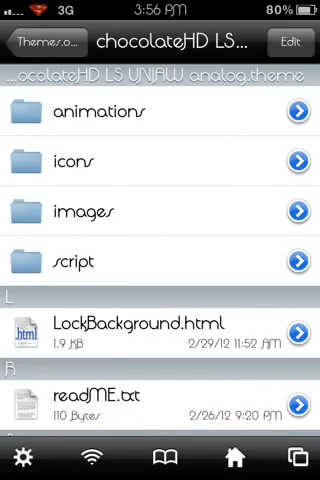 3G 3:56 PM 80%
Themes.o... chocolateHD LS... Edit
...ocolateHD LS UNIJAW analog.theme
animations
icons
images
script
L
.html
LockBackground.html
1.9 KB 2/29/12 11:52 AM
R
readME.txt
110 Bytes 2/26/12 9:20 PM